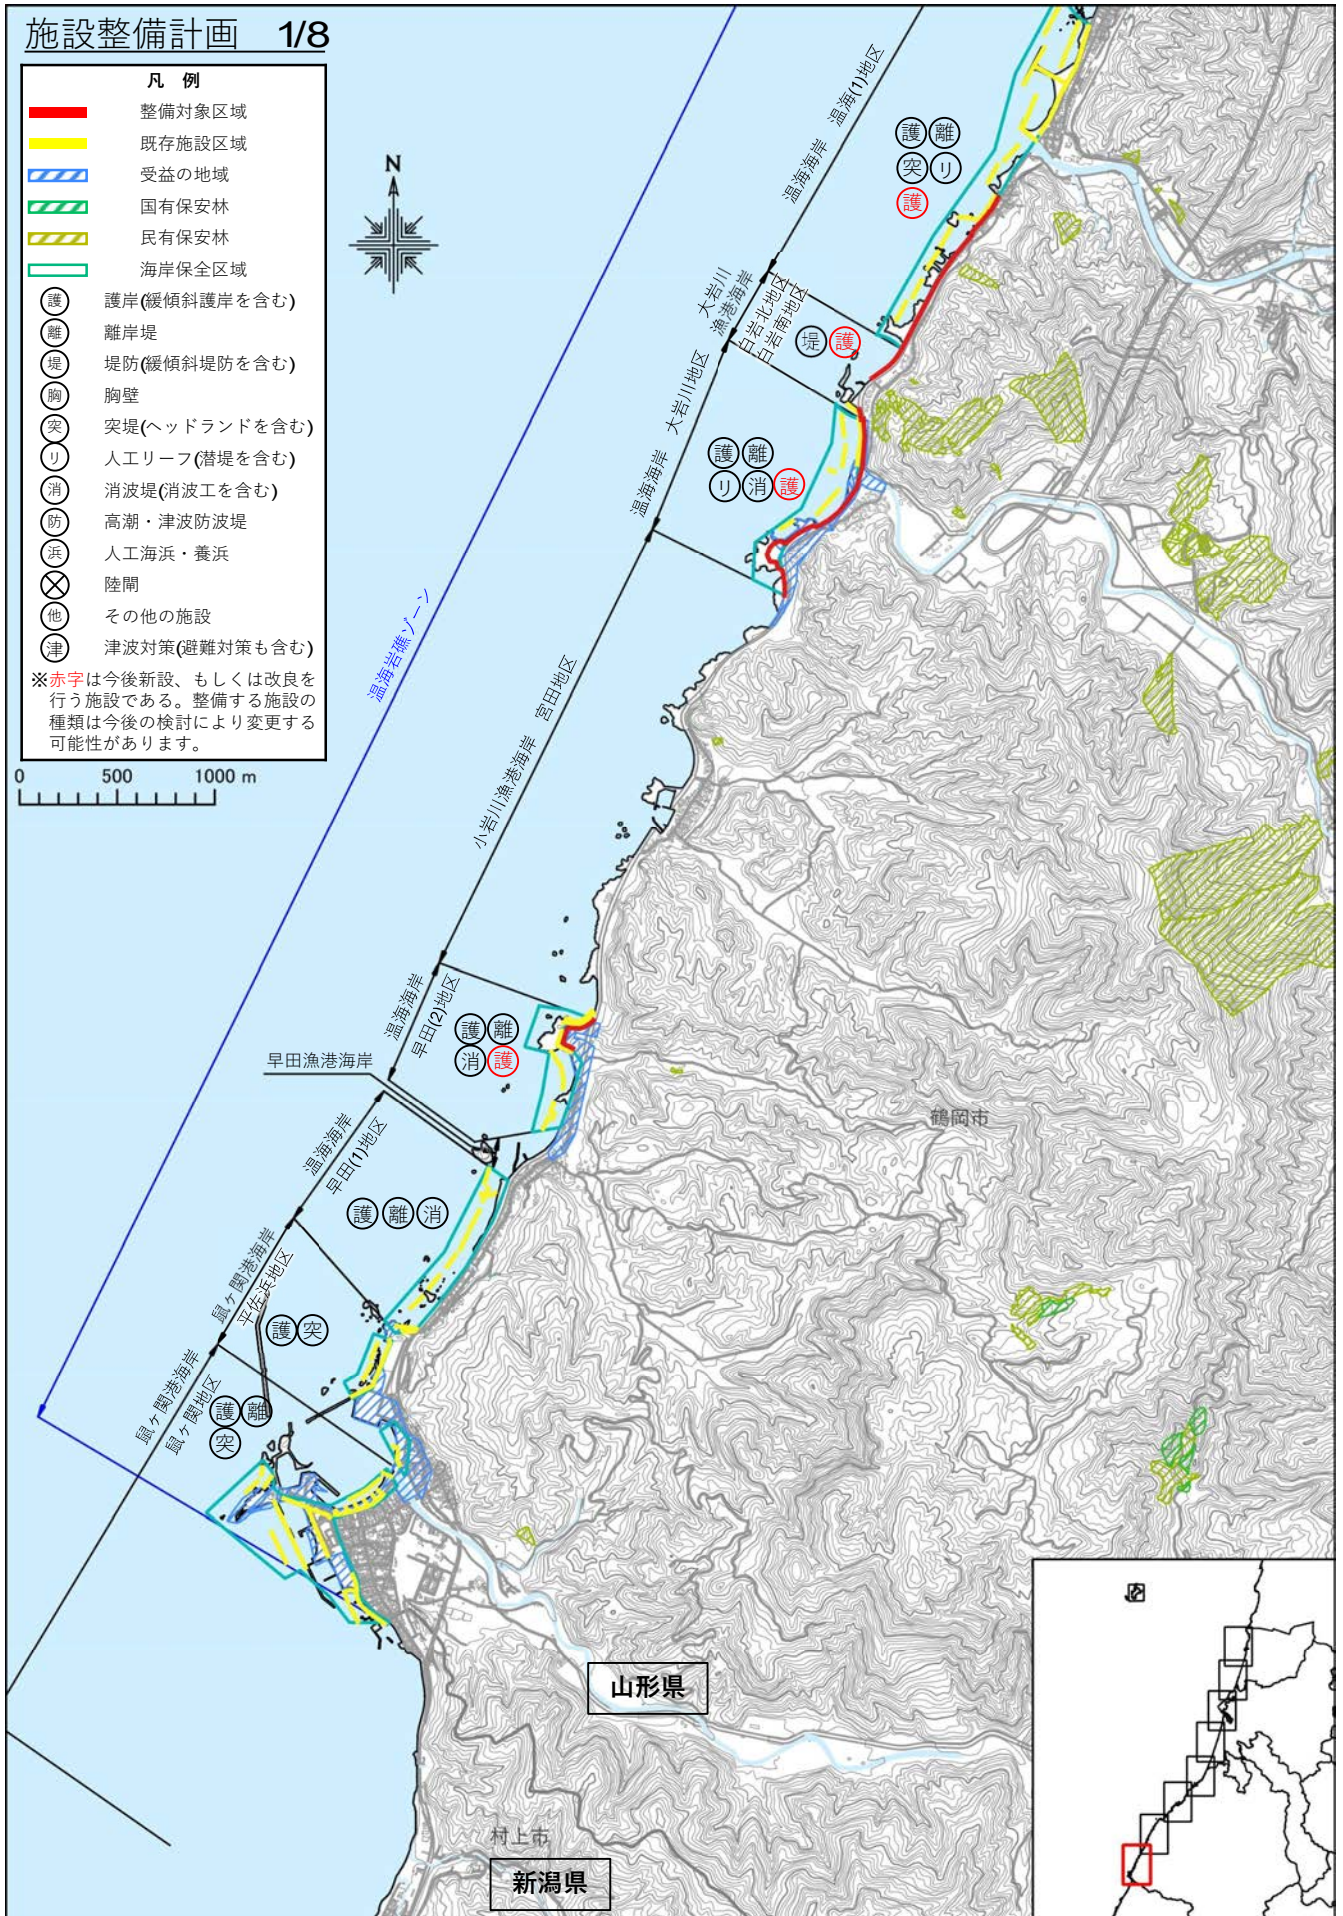 施設整備計画 1/8
凡 例
整備対象区域
既存施設区域
受益の地域
国有保安林
民有保安林
海岸保全区域
護 護岸(緩傾斜護岸を含む)
離 離岸堤
堤 堤防(緩傾斜堤防を含む)
胸 胸壁
突 突堤(ヘッドランドを含む)
リ 人工リーフ(潜堤を含む)
消 消波堤(消波工を含む)
防 高潮・津波防波堤
浜 人工海浜・養浜
陸閘
他 その他の施設
津 津波対策(避難対策も含む)
※赤字は今後新設、もしくは改良を
行う施設である。整備する施設の
種類は今後の検討により変更する
可能性があります。
0 500 1000 m
N
温海岩礁ゾーン
温海海岸 温海(1)地区
護 離
突 リ
護
大岩川
漁港海岸
白岩北地区
白岩南地区
堤 護
温海海岸 大岩川地区
護 離
リ 消 護
小岩川漁港海岸 宮田地区
温海海岸
早田(2)地区
護 離
消 護
早田漁港海岸
温海海岸
早田(1)地区
護 離 消
鼠ヶ関港海岸
平佐浜地区
護 突
鼠ヶ関港海岸
鼠ヶ関地区
護 離
突
鶴岡市
山形県
村上市
新潟県